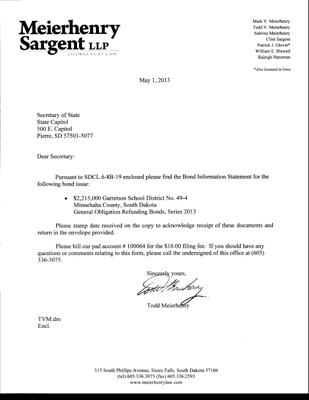 Meierhenry
Sargent LLP
ATTORNEYS AT LAW
Mark V. Meierhenry
Todd V. Meierhenry
Sabrina Meierhenry
Clint Sargent
Patrick J. Glover*
William E. Blewett
Raleigh Hansman
*Also licensed in Iowa
May 1, 2013
Secretary of State
State Capitol
500 E. Capitol
Pierre, SD 57501-5077
Dear Secretary:
Pursuant to SDCL 6-8B-19 enclosed please find the Bond Information Statement for the
following bond issue:
• $2,215,000 Garretson School District No. 49-4
Minnehaha County, South Dakota
General Obligation Refunding Bonds, Series 2013
Please stamp date received on the copy to acknowledge receipt of these documents and
return in the envelope provided.
Please bill our pad account # 100064 for the $10.00 filing fee. If you should have any
questions or comments relating to this form, please call the undersigned of this office at (605)
336-3075.
Sincerely yours,
Todd Meierhenry
TVM:dm
Encl.
315 South Phillips Avenue, Sioux Falls, South Dakota 57104
(tel) 605.336.3075 (fax) 605.336.2593
www.meierhenrylaw.com